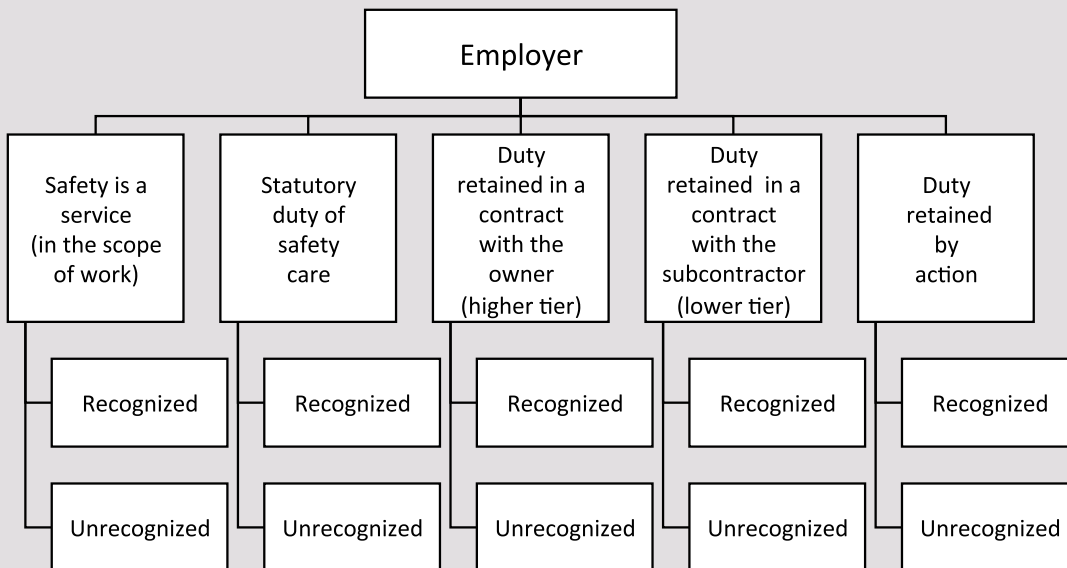 Employer
Safety is a
service
(in the scope
of work)
Statutory
duty of
safety
care
Duty
retained in a
contract
with the
owner
(higher tier)
Duty
retained in a
contract
with the
subcontractor
(lower tier)
Duty
retained
by
action
Recognized
Recognized
Recognized
Recognized
Recognized
Unrecognized
Unrecognized
Unrecognized
Unrecognized
Unrecognized